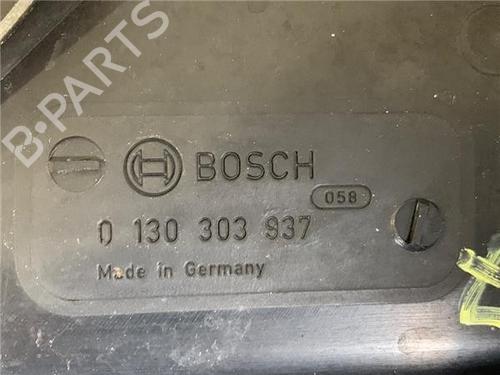 B-PARTS
BOSCH
058
0 130 303 937
Made in Germany